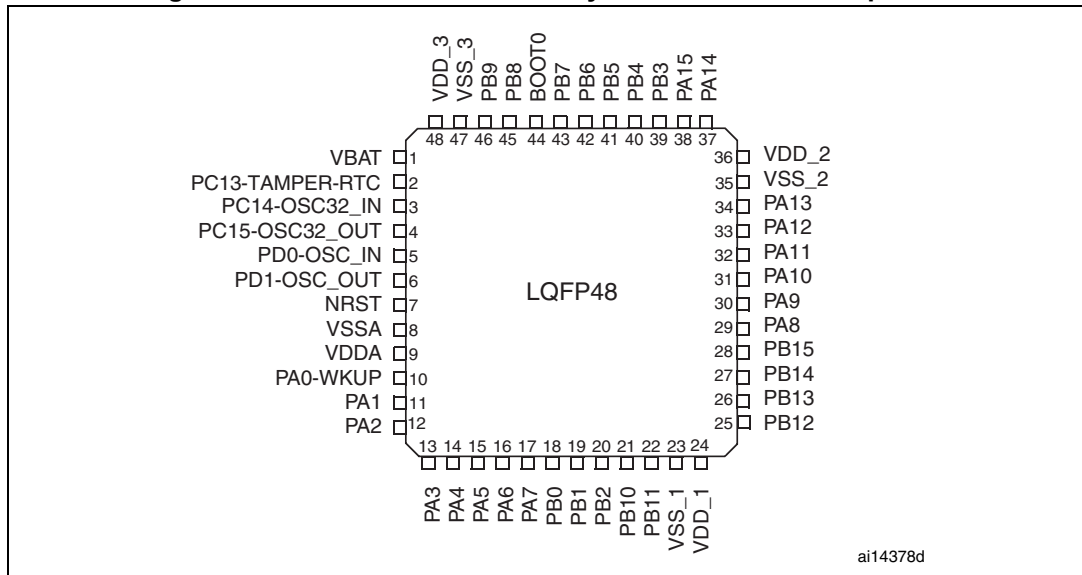 VDD_3
VSS_3
PB9
PB8
BOOT0
PB7
PB6
PB5
PB4
PB3
PA15
PA14
48 47 46 45 44 43 42 41 40 39 38 37
VBAT 1
PC13-TAMPER-RTC 2
PC14-OSC32_IN 3
PC15-OSC32_OUT 4
PD0-OSC_IN 5
PD1-OSC_OUT 6
NRST 7
VSSA 8
VDDA 9
PA0-WKUP 10
PA1 11
PA2 12
LQFP48
36 VDD_2
35 VSS_2
34 PA13
33 PA12
32 PA11
31 PA10
30 PA9
29 PA8
28 PB15
27 PB14
26 PB13
25 PB12
13 14 15 16 17 18 19 20 21 22 23 24
PA3
PA4
PA5
PA6
PA7
PB0
PB1
PB2
PB10
PB11
VSS_1
VDD_1
ai14378d